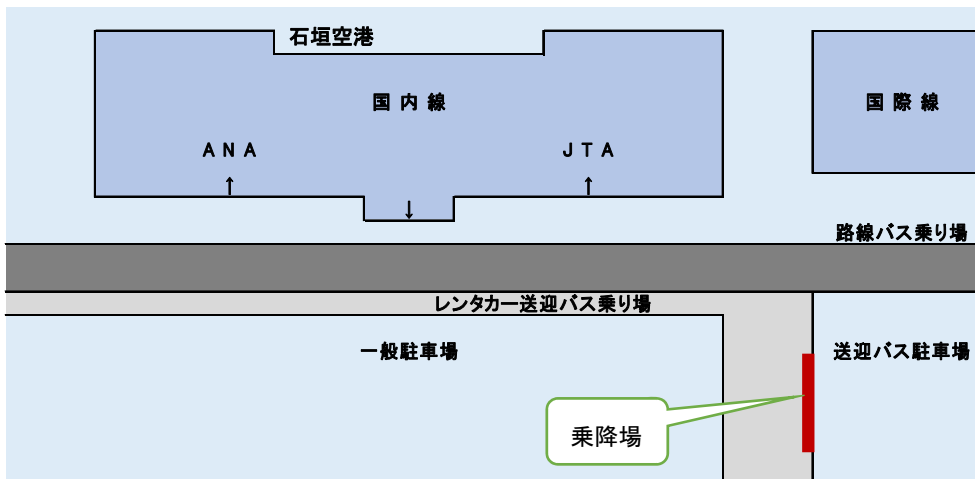 石垣空港
国内線
国際線
ANA
JTA
路線バス乗り場
レンタカー送迎バス乗り場
一般駐車場
送迎バス駐車場
乗降場